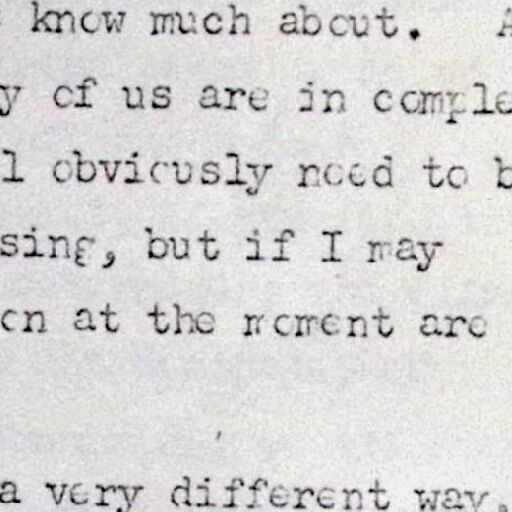 know much about. A
y of us are in comple
l obviously need to b
sing, but if I may
on at the moment are
a very different way.